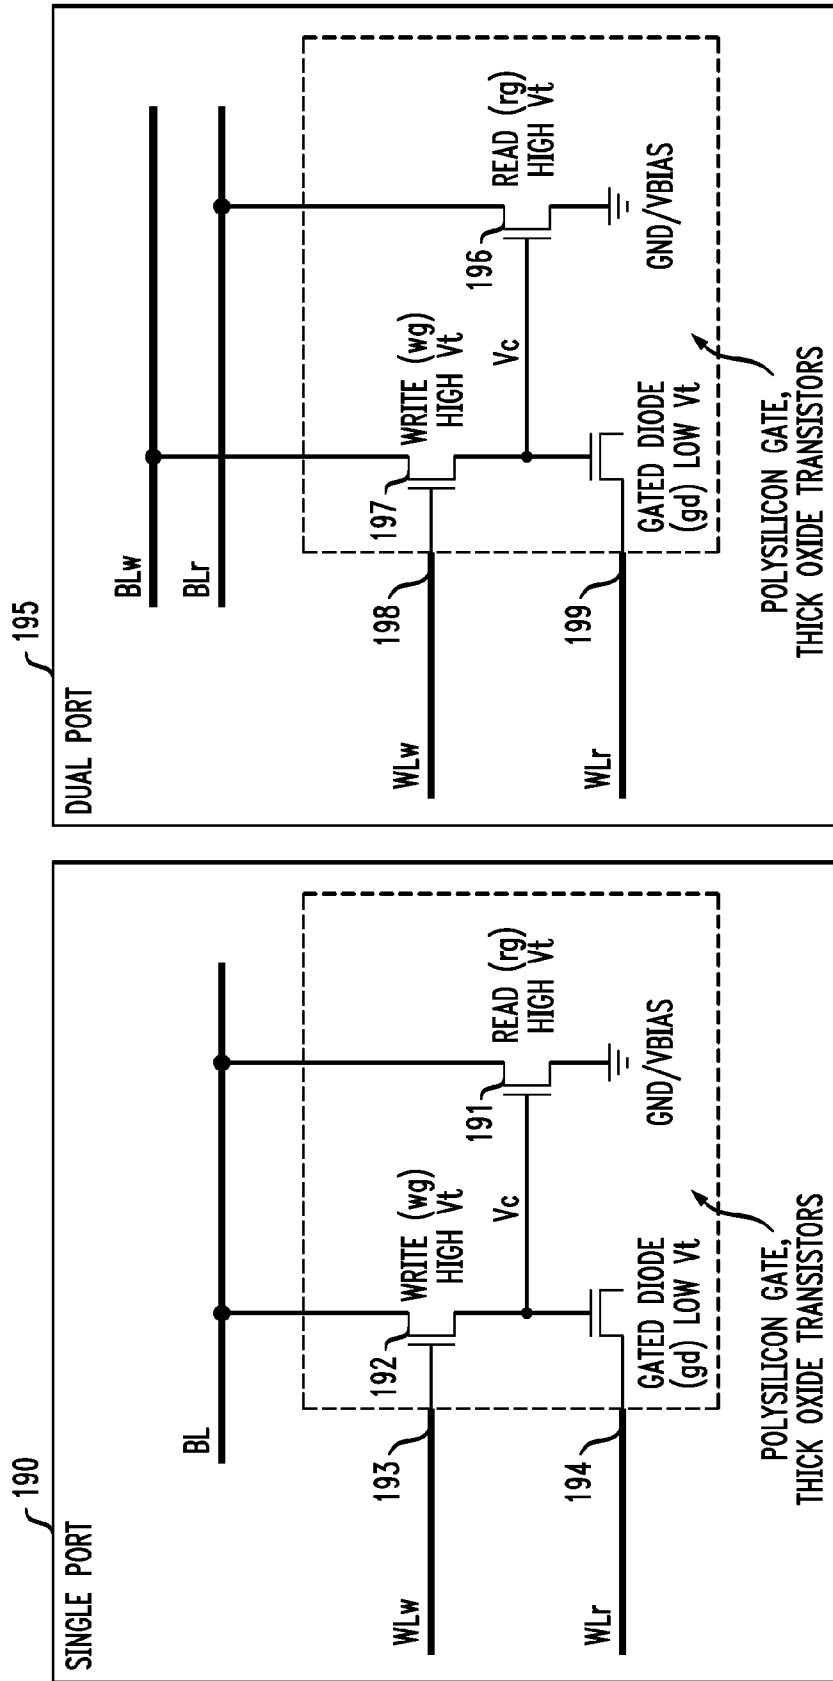 190
SINGLE PORT
BL
WRITE (wg)
HIGH Vt
192
READ (rg)
HIGH Vt
191
Vc
WLw
193
GATED DIODE
(gd) LOW Vt
GND/VBIAS
WLr
194
POLYSILICON GATE,
THICK OXIDE TRANSISTORS
195
DUAL PORT
BLw
BLr
WRITE (wg)
HIGH Vt
197
READ (rg)
HIGH Vt
196
Vc
WLw
198
GATED DIODE
(gd) LOW Vt
GND/VBIAS
WLr
199
POLYSILICON GATE,
THICK OXIDE TRANSISTORS